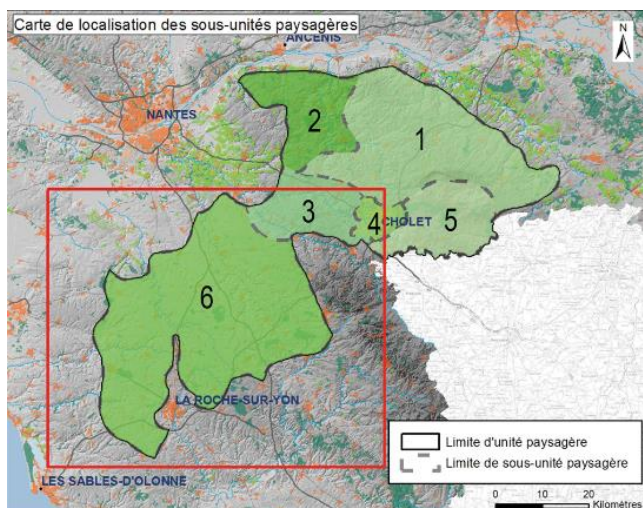 Carte de localisation des sous-unités paysagères
ANCENIS
N
NANTES
2
1
3
4
CHOLET
5
6
LA ROCHE-SUR-YON
LES SABLES-D'OLONNE
Limite d'unité paysagère
Limite de sous-unité paysagère
0 10 20
Kilomètres